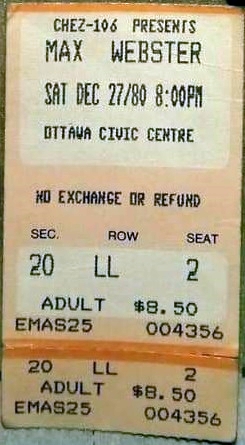 CHEZ-106 PRESENTS
MAX WEBSTER
SAT DEC 27/80 8:00PM
OTTAWA CIVIC CENTRE
NO EXCHANGE OR REFUND
SEC. ROW SEAT
20 LL 2
ADULT $8.50
EMAS25 004356
20 LL 2
ADULT $8.50
EMAS25 004356